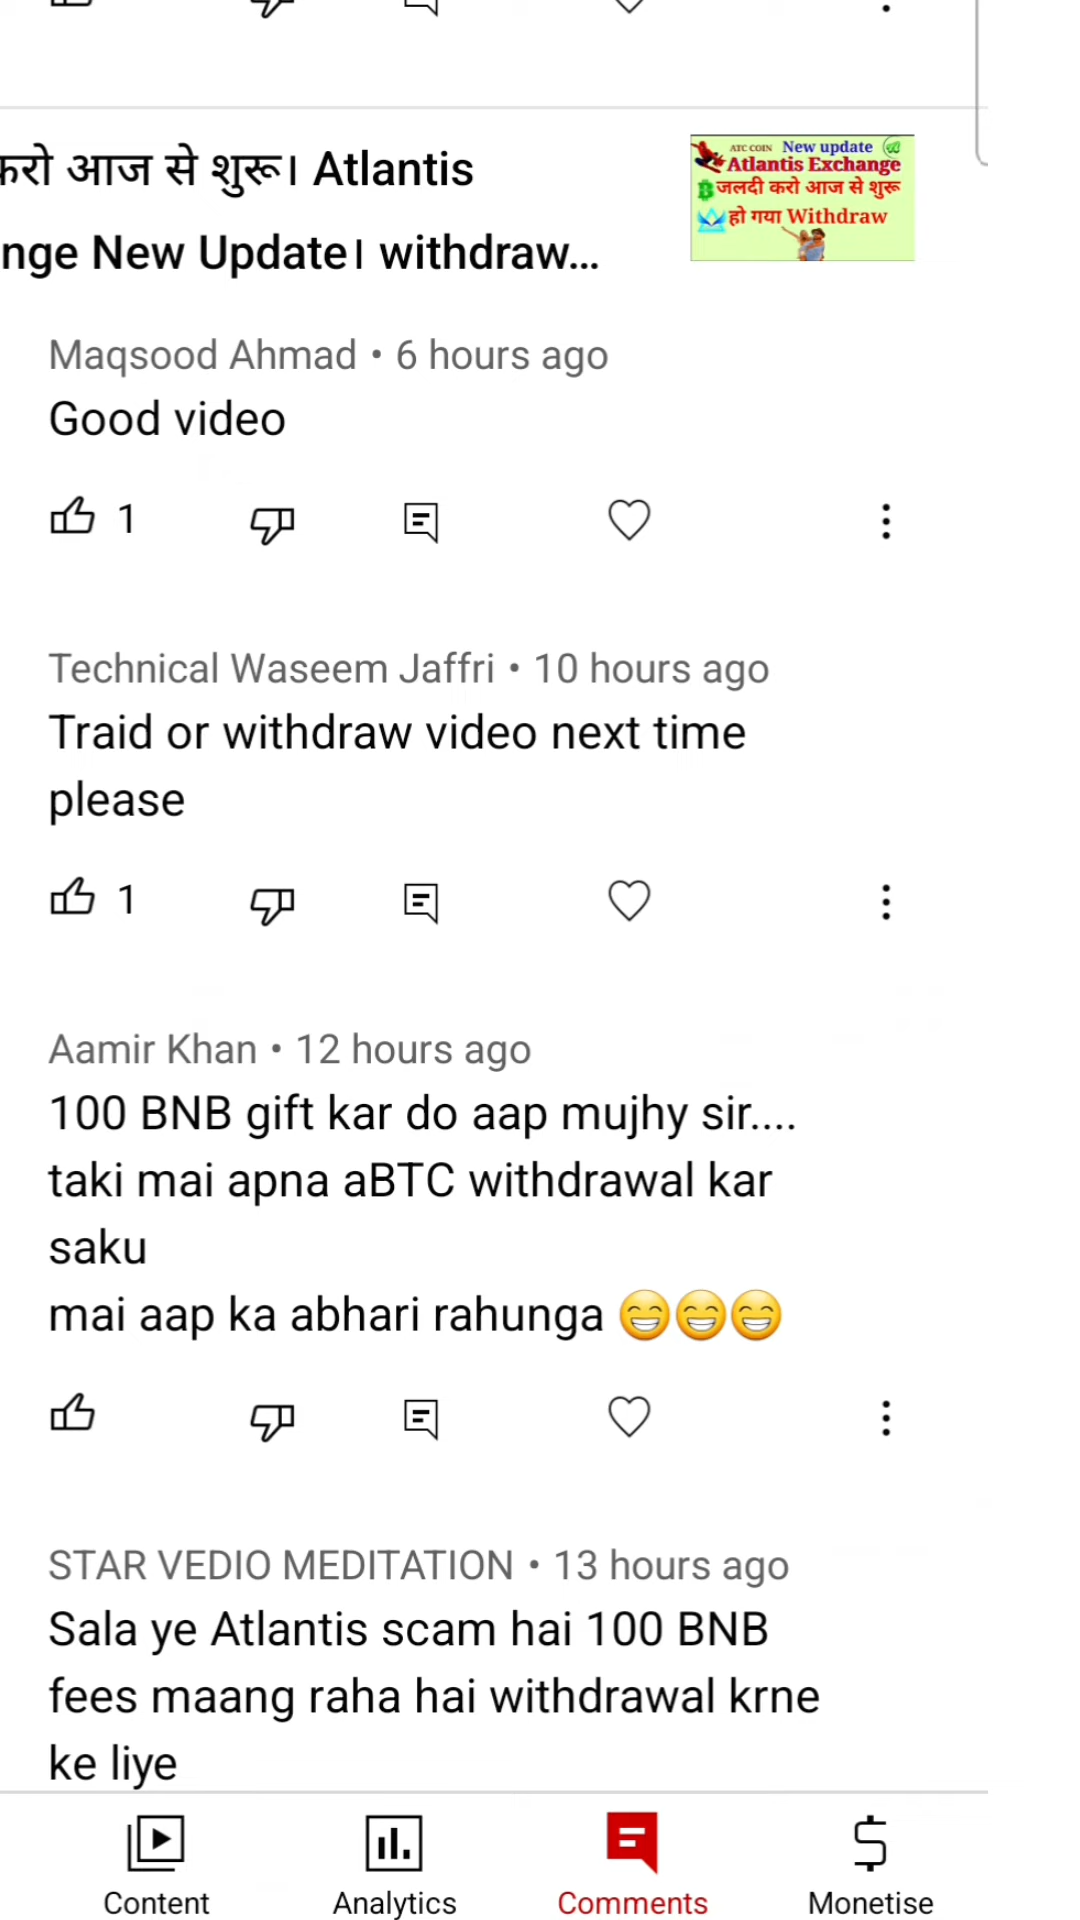 करो आज से शुरू। Atlantis
nge New Update। withdraw...
ATC COIN New update
Atlantis Exchange
जलदी करो आज से शुरू
हो गया Withdraw
Maqsood Ahmad • 6 hours ago
Good video
1
Technical Waseem Jaffri • 10 hours ago
Traid or withdraw video next time
please
1
Aamir Khan • 12 hours ago
100 BNB gift kar do aap mujhy sir....
taki mai apna aBTC withdrawal kar
saku
mai aap ka abhari rahunga 😁😁😁
STAR VEDIO MEDITATION • 13 hours ago
Sala ye Atlantis scam hai 100 BNB
fees maang raha hai withdrawal krne
ke liye
Content Analytics Comments Monetise